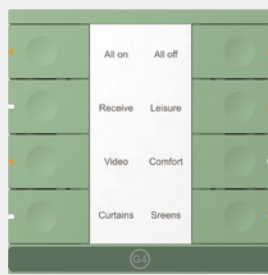 All on All off
Receive Leisure
Video Comfort
Curtains Sreens
G4